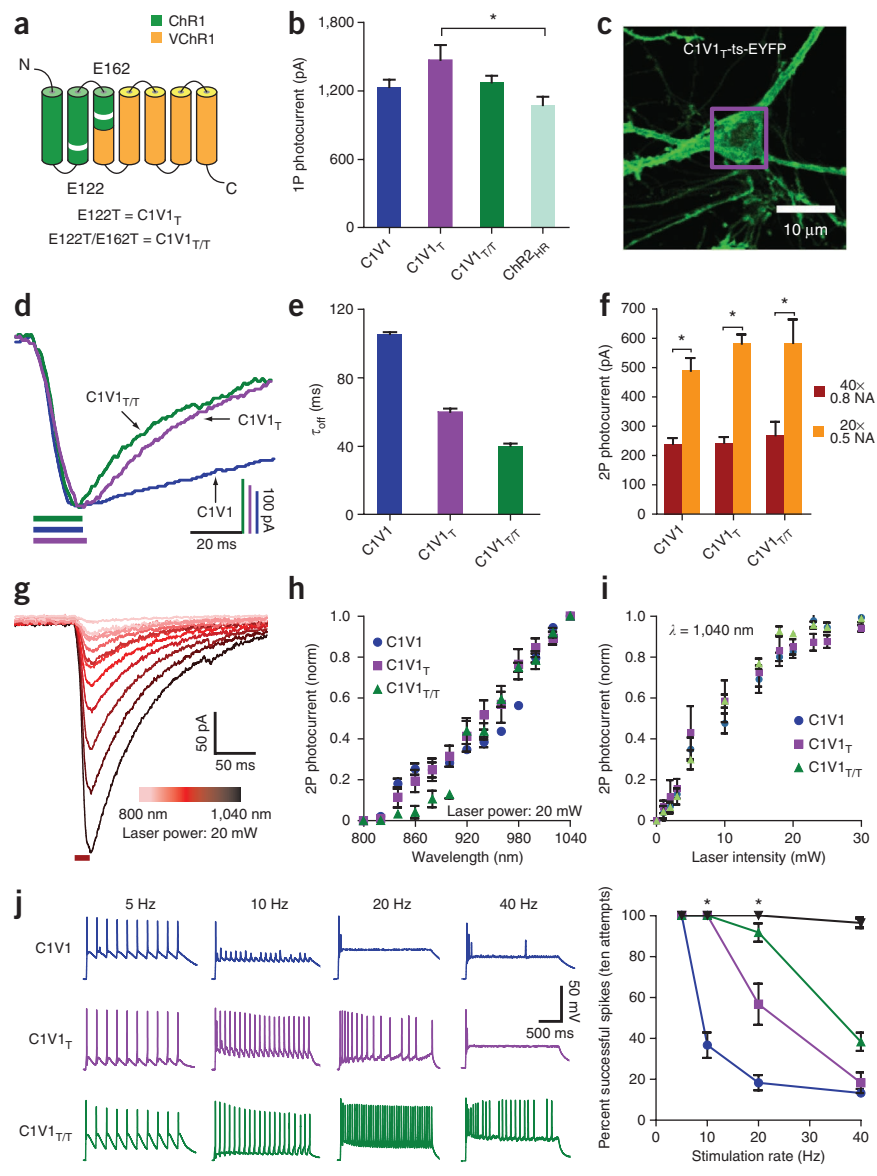 a
ChR1
VChR1
N
E162
E122
C
E122T = C1V1T
E122T/E162T = C1V1T/T
b
*
1P photocurrent (pA)
1,800
1,200
600
0
C1V1
C1V1T
C1V1T/T
ChR2HR
c
C1V1T-ts-EYFP
10 μm
d
C1V1T/T
C1V1T
C1V1
100 pA
20 ms
e
τoff (ms)
120
80
40
0
C1V1
C1V1T
C1V1T/T
f
2P photocurrent (pA)
700
600
500
400
300
200
100
0
*
*
*
C1V1
C1V1T
C1V1T/T
40×
0.8 NA
20×
0.5 NA
g
50 pA
50 ms
800 nm
1,040 nm
Laser power: 20 mW
h
2P photocurrent (norm)
1.0
0.8
0.6
0.4
0.2
0
C1V1
C1V1T
C1V1T/T
Laser power: 20 mW
800 860 920 980 1040
Wavelength (nm)
i
2P photocurrent (norm)
1.0
0.8
0.6
0.4
0.2
0
λ = 1,040 nm
C1V1
C1V1T
C1V1T/T
0 10 20 30
Laser intensity (mW)
j
5 Hz 10 Hz 20 Hz 40 Hz
C1V1
C1V1T
C1V1T/T
50 mV
500 ms
Percent successful spikes (ten attempts)
100
80
60
40
20
0
* *
10 20 30 40
Stimulation rate (Hz)